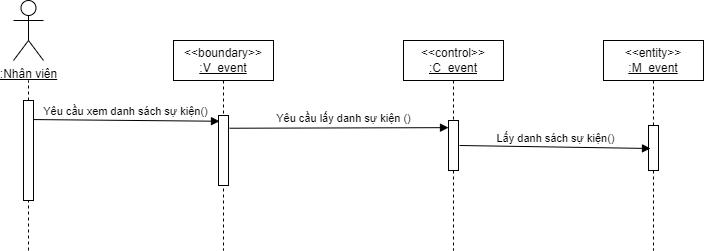 <<boundary>>
:V_event
<<control>>
:C_event
<<entity>>
:M_event
:Nhân viên
Yêu cầu xem danh sách sự kiện()
Yêu cầu lấy danh sự kiện ()
Lấy danh sách sự kiện()